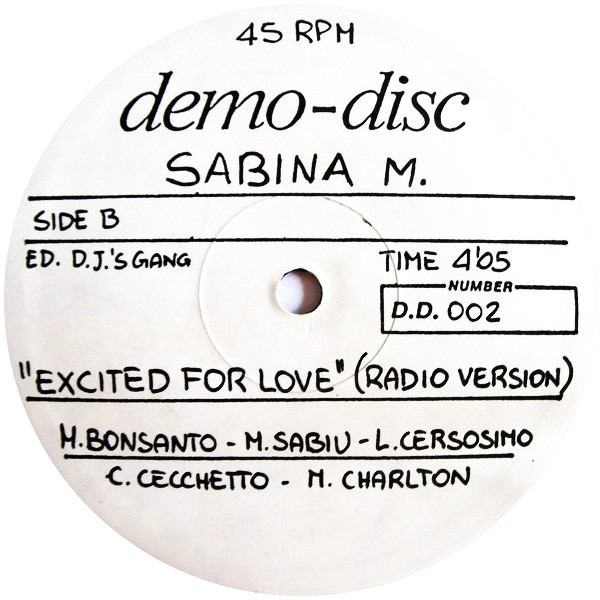 45 RPM
demo-disc
SABINA M.
SIDE B
ED. D.J.'S GANG
TIME 4'05
NUMBER
D.D. 002
"EXCITED FOR LOVE" (RADIO VERSION)
M.BONSANTO - M.SABIU - L.CERSOSIMO
C. CECCHETTO - M. CHARLTON